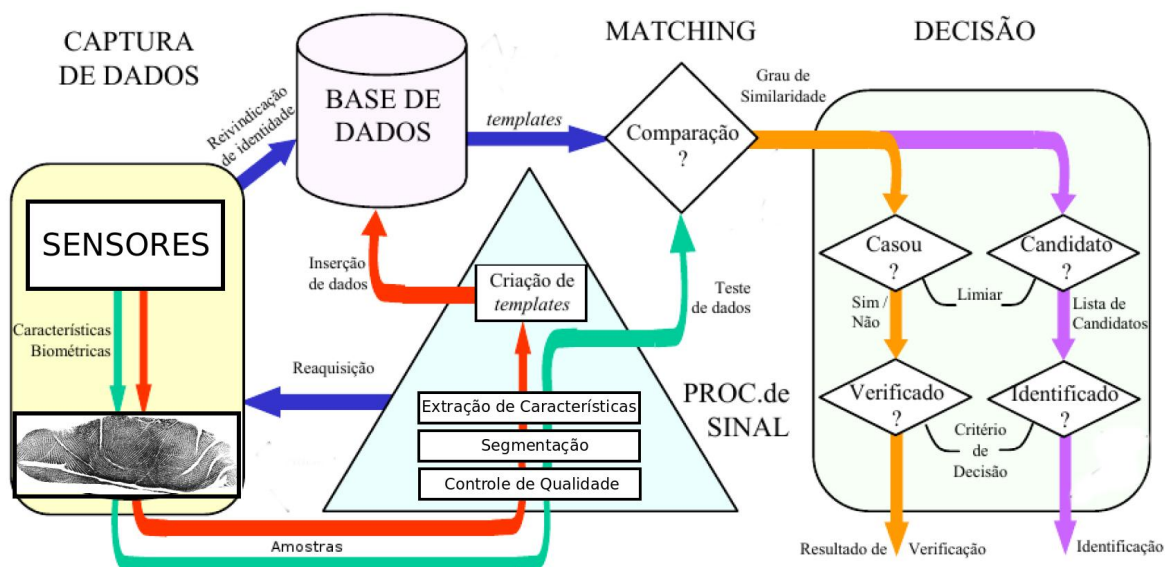 CAPTURA
DE DADOS
Reivindicação
de identidade
SENSORES
Características
Biométricas
Amostras
BASE DE
DADOS
templates
Inserção
de dados
Criação de
templates
Reaquisição
Extração de Características
Segmentação
Controle de Qualidade
PROC.de
SINAL
Teste
de dados
MATCHING
Comparação
?
Grau de
Similaridade
DECISÃO
Casou
?
Candidato
?
Limiar
Sim /
Não
Lista de
Candidatos
Verificado
?
Identificado
?
Critério
de
Decisão
Resultado de
Verificação
Identificação